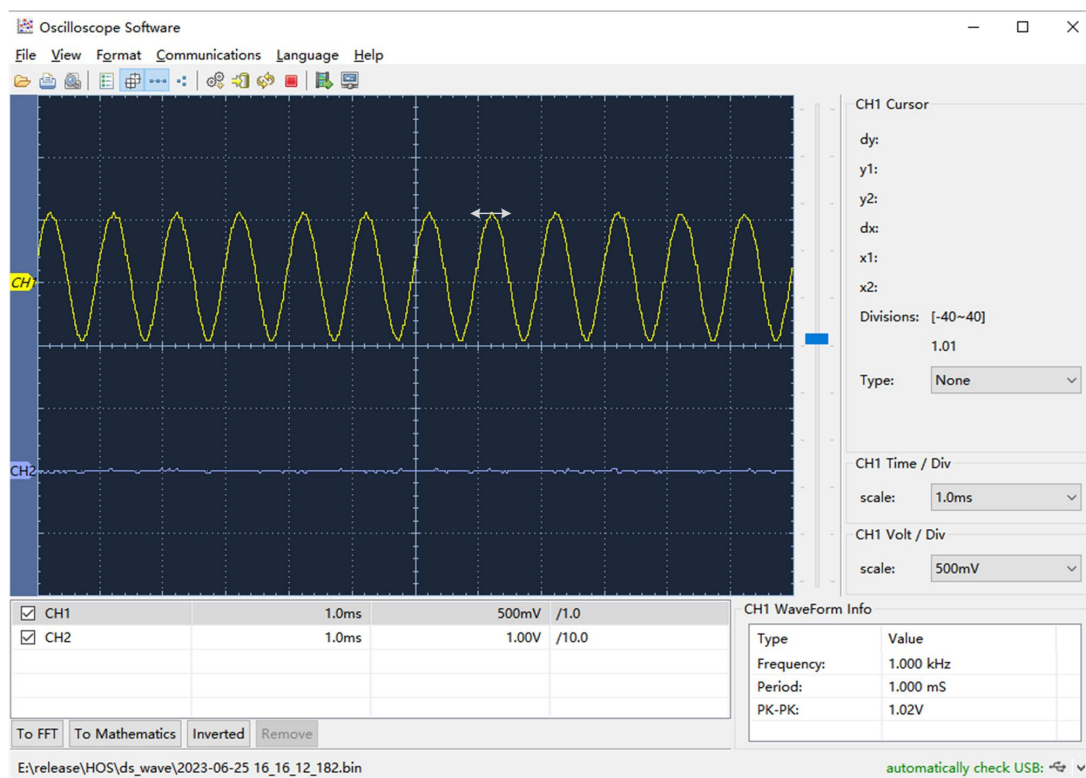 Oscilloscope Software
File View Format Communications Language Help
CH1 Cursor
dy:
y1:
y2:
dx:
x1:
x2:
Divisions: [-40~40]
1.01
Type: None
CH1
CH2
CH1 Time / Div
scale: 1.0ms
CH1 Volt / Div
scale: 500mV
CH1 1.0ms 500mV /1.0
CH2 1.0ms 1.00V /10.0
CH1 WaveForm Info
Type Value
Frequency: 1.000 kHz
Period: 1.000 mS
PK-PK: 1.02V
To FFT To Mathematics Inverted Remove
E:\release\HOS\ds_wave\2023-06-25 16_16_12_182.bin automatically check USB: